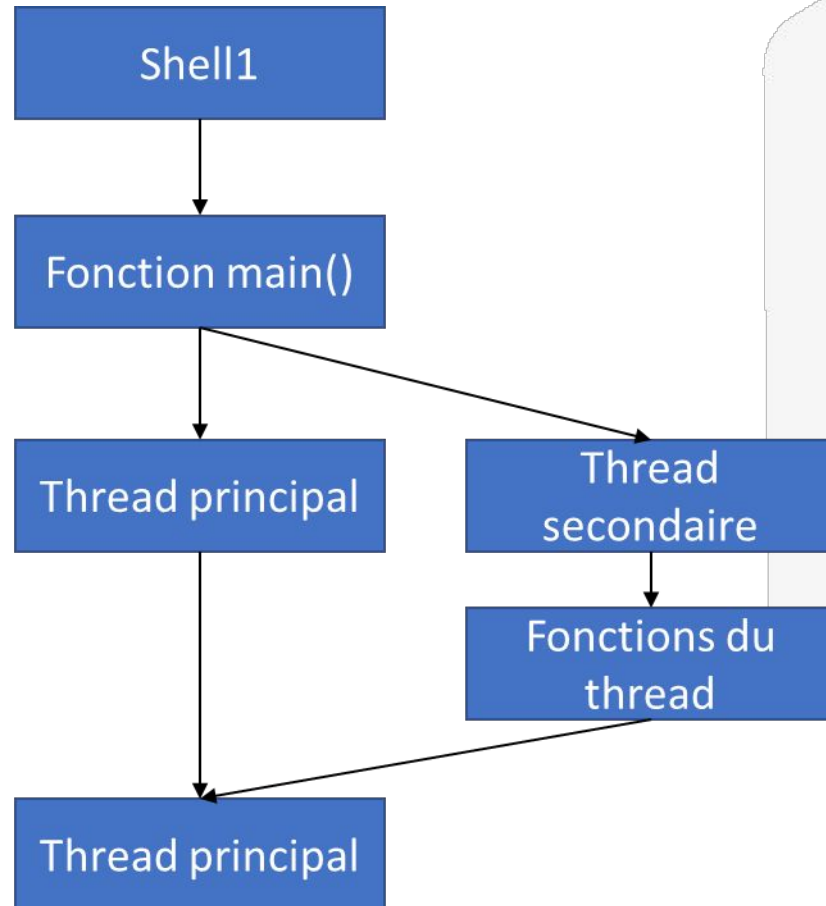 Shell1
Fonction main()
Thread principal
Thread
secondaire
Fonctions du
thread
Thread principal